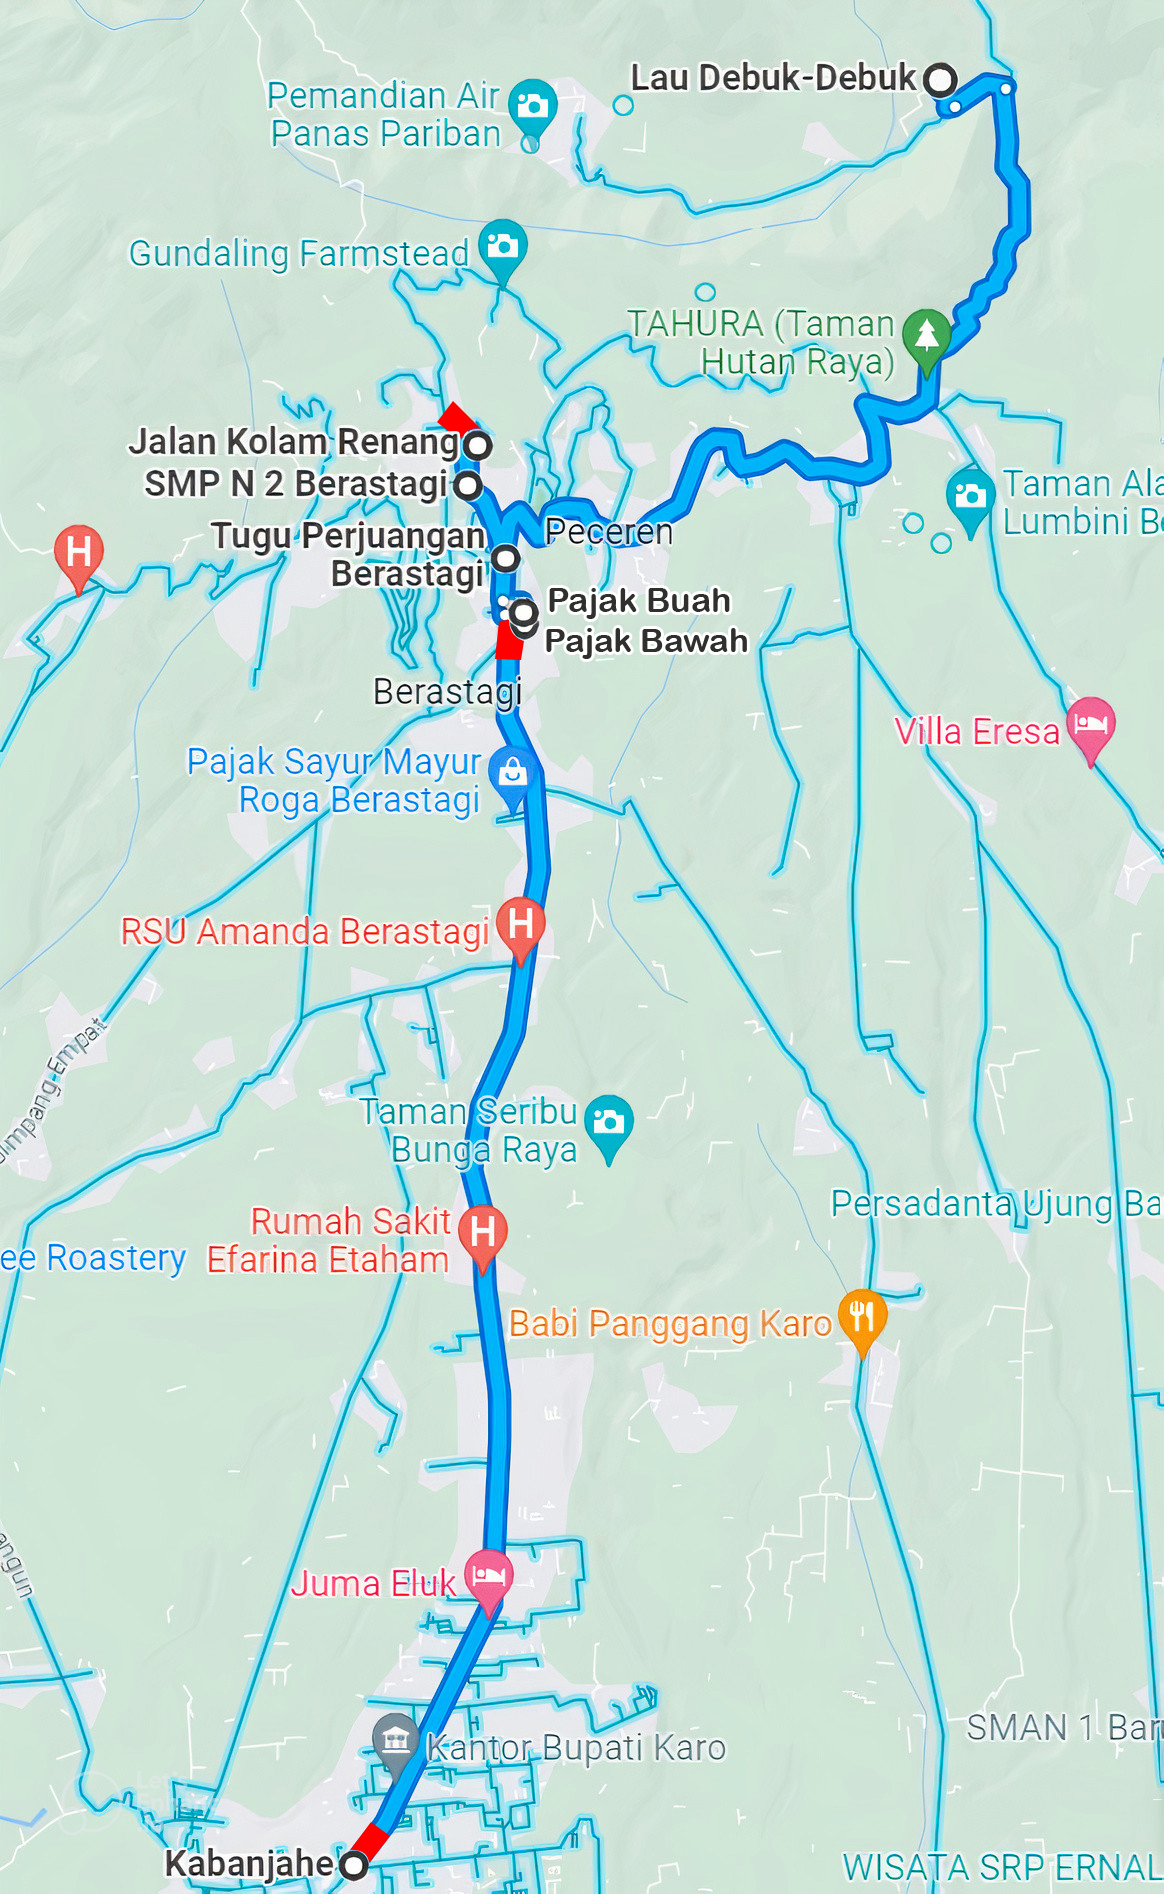 Lau Debuk-Debuk
Pemandian Air
Panas Pariban
Gundaling Farmstead
TAHURA (Taman
Hutan Raya)
Jalan Kolam Renang
SMP N 2 Berastagi
Taman Ala
Lumbini Be
Tugu Perjuangan
Berastagi
Peceren
H
Pajak Buah
Pajak Bawah
Berastagi
Villa Eresa
Pajak Sayur Mayur
Roga Berastagi
RSU Amanda Berastagi
H
Simpang-Empat
Taman Seribu
Bunga Raya
Persadanta Ujung Ba
Rumah Sakit
Efarina Etaham
H
ee Roastery
Babi Panggang Karo
angun
Juma Eluk
SMAN 1 Baru
Kantor Bupati Karo
Kabanjahe
WISATA SRP ERNAL